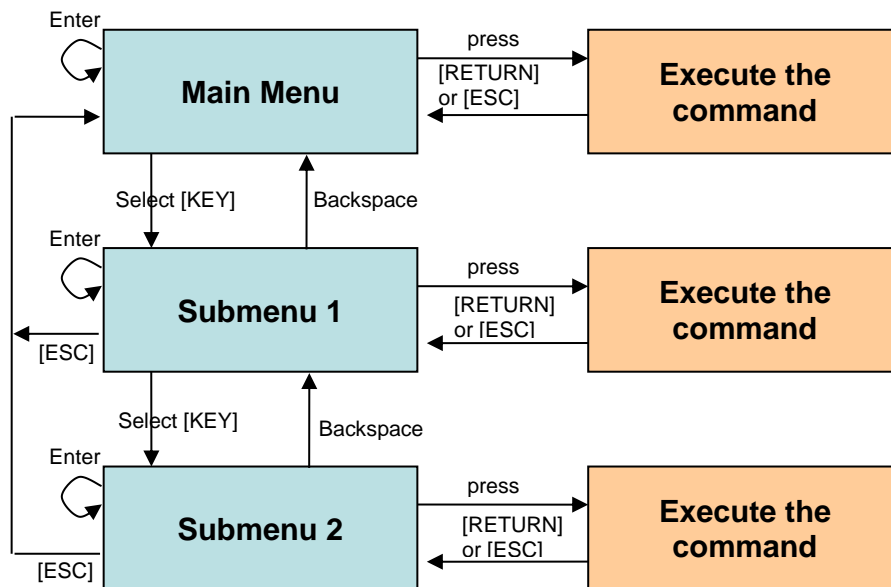 Enter
Main Menu
press
[RETURN]
or [ESC]
Execute the
command
Select [KEY]
Backspace
Enter
Submenu 1
press
[RETURN]
or [ESC]
Execute the
command
[ESC]
Select [KEY]
Backspace
Enter
Submenu 2
press
[RETURN]
or [ESC]
Execute the
command
[ESC]